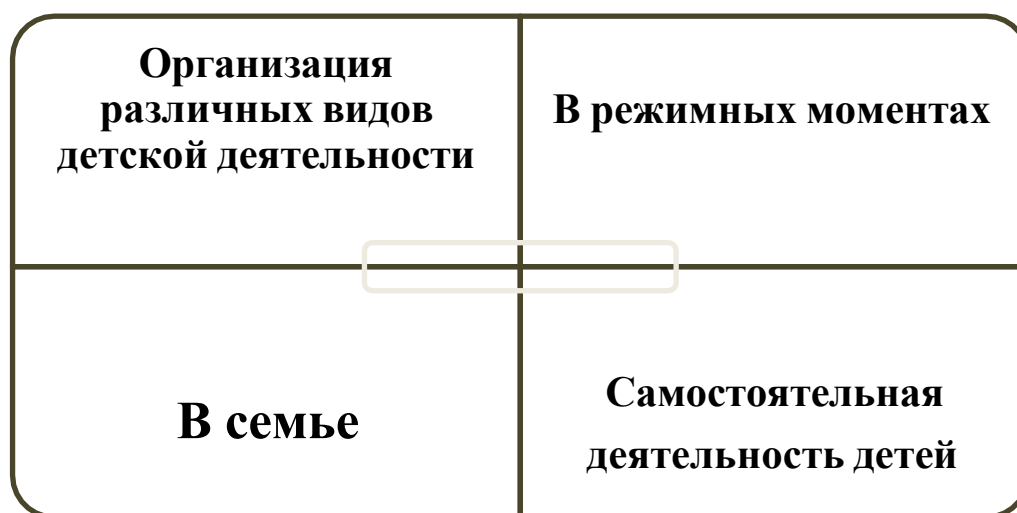 Организация
различных видов
детской деятельности
В режимных моментах
В семье
Самостоятельная
деятельность детей